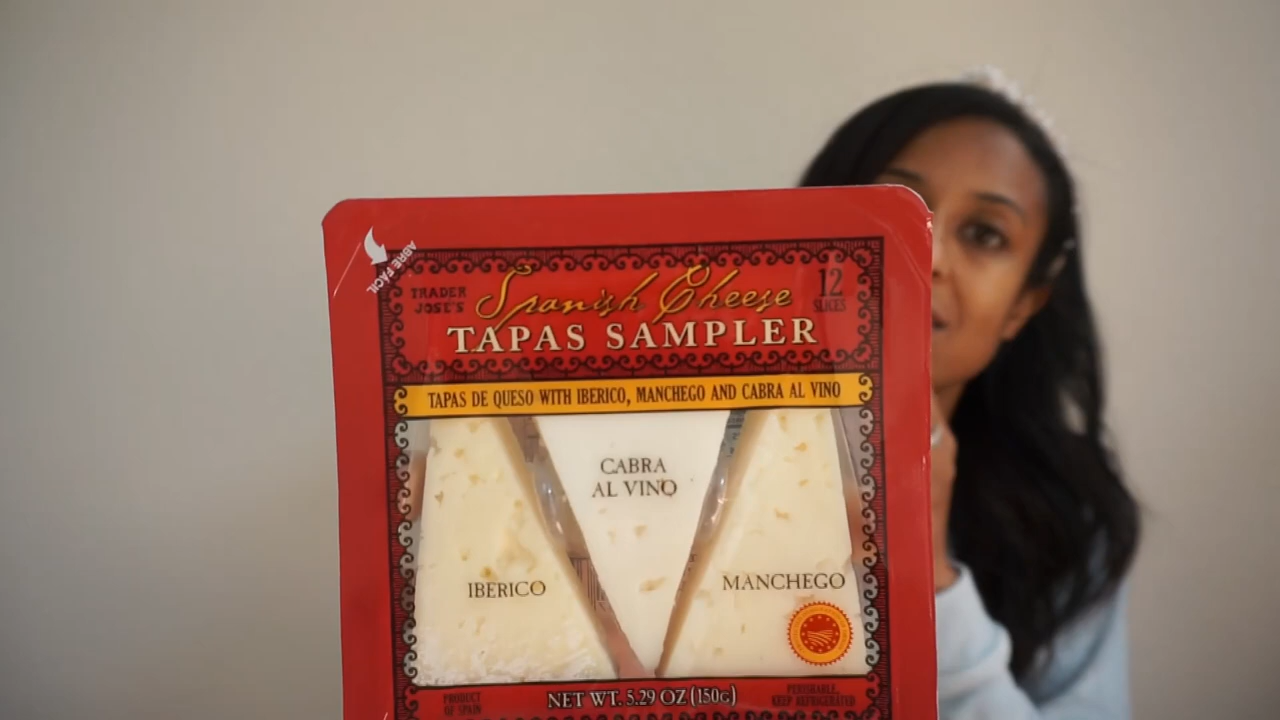 ABRE FÁCIL
TRADER
JOE'S
Spanish Cheese
12
SLICES
TAPAS SAMPLER
TAPAS DE QUESO WITH IBERICO, MANCHEGO AND CABRA AL VINO
CABRA
AL VINO
IBERICO
MANCHEGO
PRODUCT
OF SPAIN
NET WT. 5.29 OZ (150G)
PERISHABLE,
KEEP REFRIGERATED